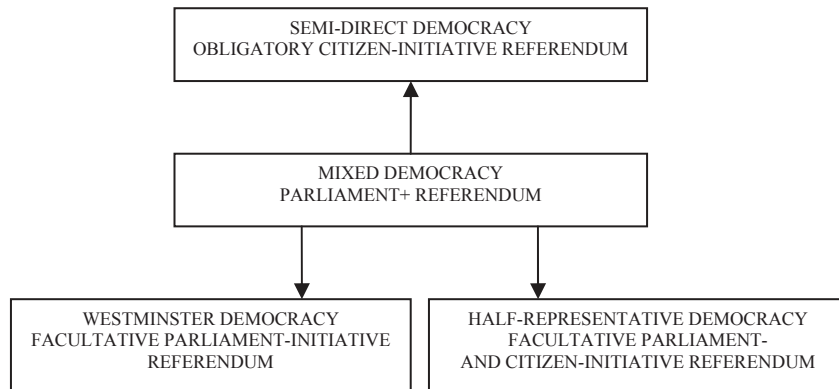 SEMI-DIRECT DEMOCRACY
OBLIGATORY CITIZEN-INITIATIVE REFERENDUM
MIXED DEMOCRACY
PARLIAMENT+ REFERENDUM
WESTMINSTER DEMOCRACY
FACULTATIVE PARLIAMENT-INITIATIVE
REFERENDUM
HALF-REPRESENTATIVE DEMOCRACY
FACULTATIVE PARLIAMENT-
AND CITIZEN-INITIATIVE REFERENDUM